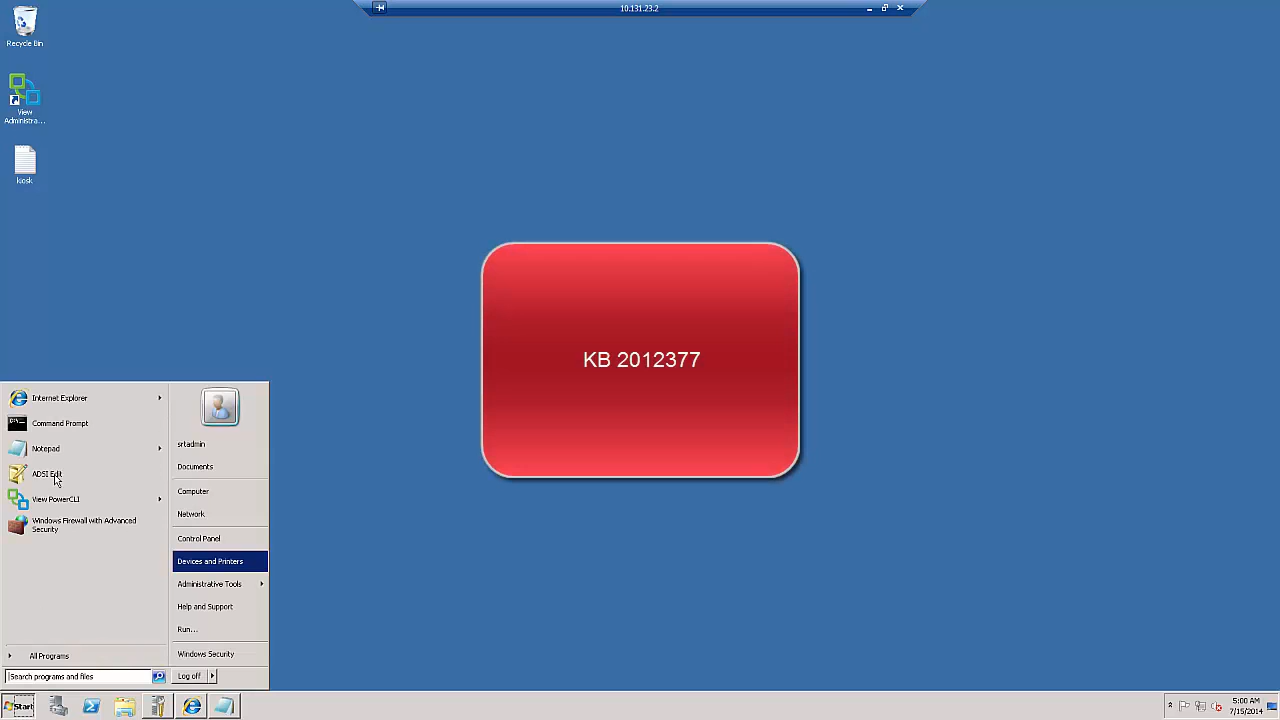 10.131.23.2
Recycle Bin
View
Administra...
kiosk
KB 2012377
Internet Explorer
Command Prompt
Notepad
ADSI Edit
View PowerCLI
Windows Firewall with Advanced
Security
All Programs
Search programs and files
srtadmin
Documents
Computer
Network
Control Panel
Devices and Printers
Administrative Tools
Help and Support
Run...
Windows Security
Log off
Start
5:00 AM
7/15/2014